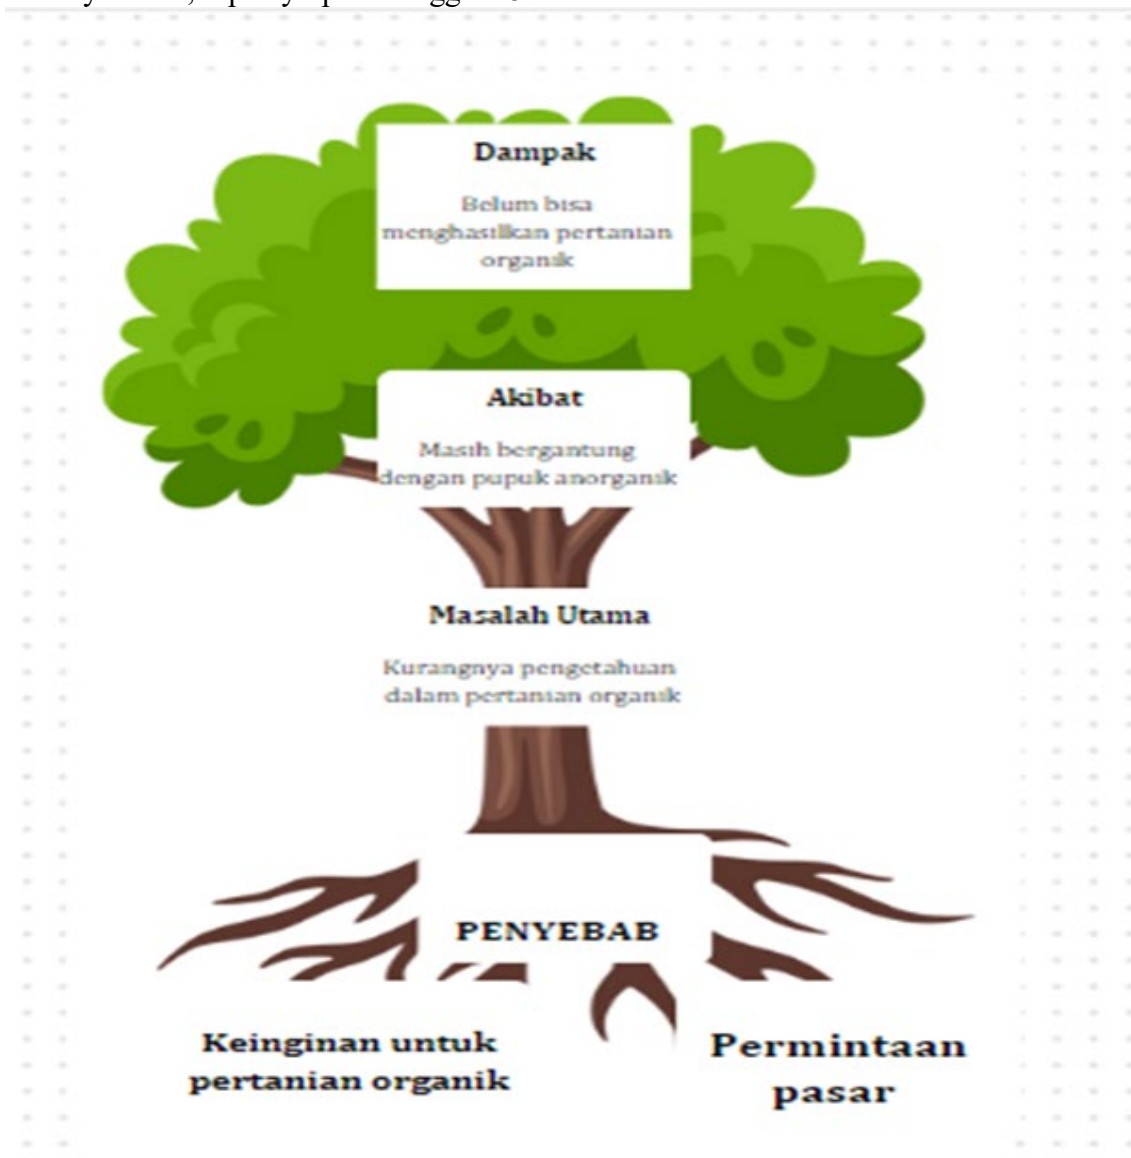 Dampak
Belum bisa
menghasilkan pertanian
organik
Akibat
Masih bergantung
dengan pupuk anorganik
Masalah Utama
Kurangnya pengetahuan
dalam pertanian organik
PENYEBAB
Keinginan untuk
pertanian organik
Permintaan
pasar